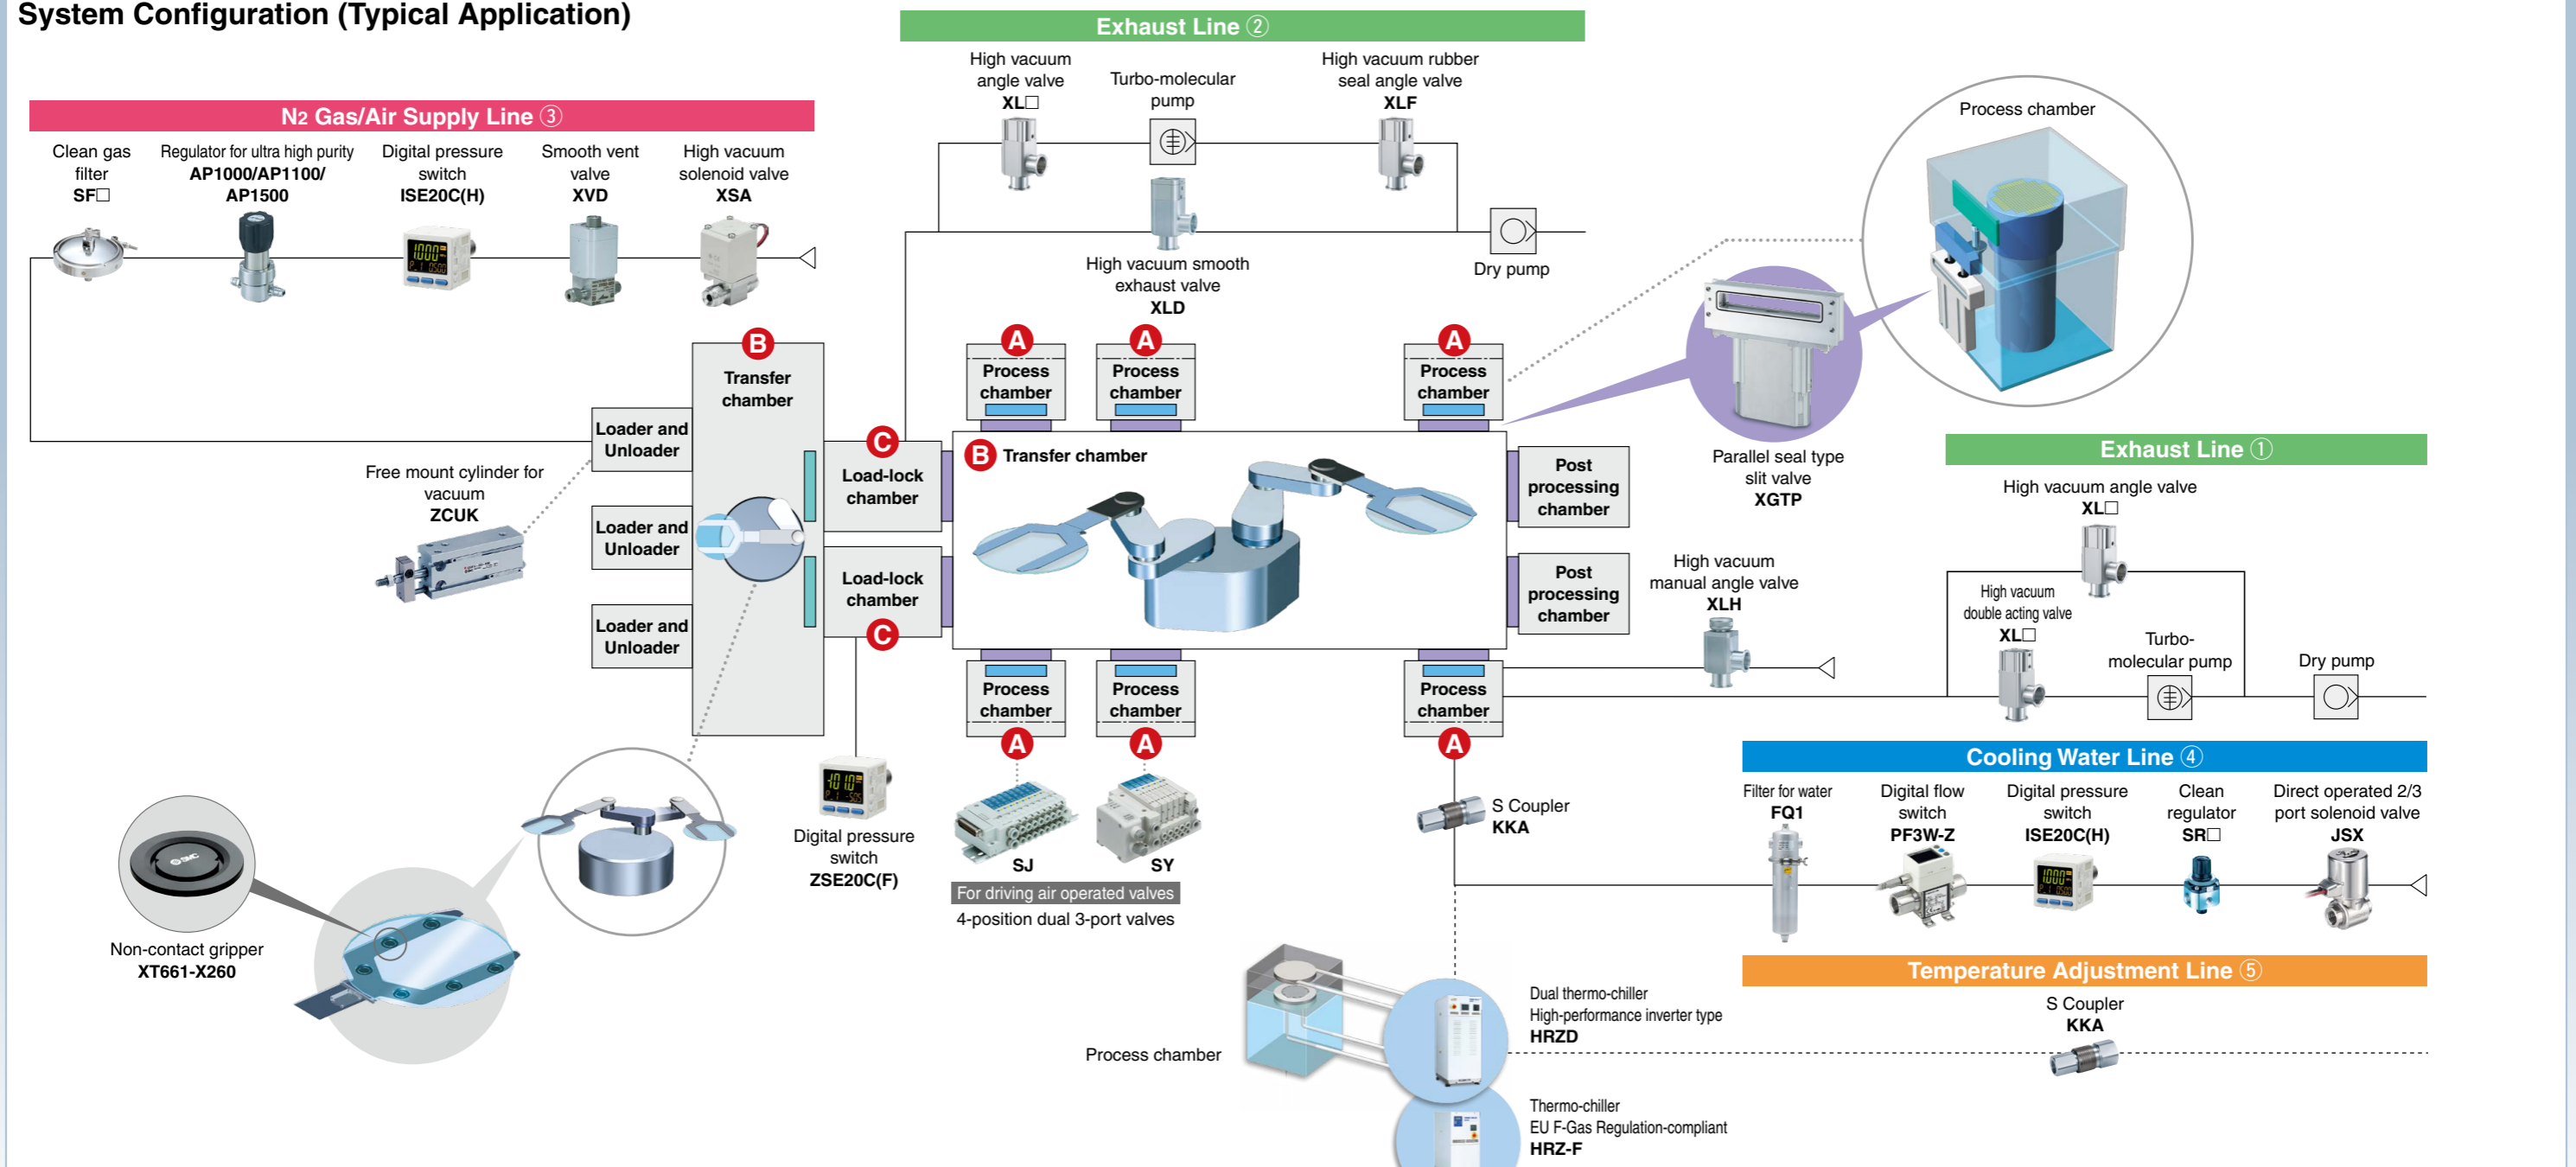 System Configuration (Typical Application)
Exhaust Line ②
High vacuum
angle valve
XL□
Turbo-molecular
pump
High vacuum rubber
seal angle valve
XLF
High vacuum smooth
exhaust valve
XLD
Dry pump
Process chamber
N2 Gas/Air Supply Line ③
Clean gas
filter
SF□
Regulator for ultra high purity
AP1000/AP1100/
AP1500
Digital pressure
switch
ISE20C(H)
Smooth vent
valve
XVD
High vacuum
solenoid valve
XSA
B
Transfer
chamber
Loader and
Unloader
Loader and
Unloader
Loader and
Unloader
Free mount cylinder for
vacuum
ZCUK
C
Load-lock
chamber
Load-lock
chamber
C
A
Process
chamber
A
Process
chamber
A
Process
chamber
B Transfer chamber
Post
processing
chamber
Post
processing
chamber
Process
chamber
A
Process
chamber
A
Process
chamber
A
Parallel seal type
slit valve
XGTP
Exhaust Line ①
High vacuum angle valve
XL□
High vacuum
double acting valve
XL□
Turbo-
molecular pump
Dry pump
High vacuum
manual angle valve
XLH
Digital pressure
switch
ZSE20C(F)
SJ
SY
For driving air operated valves
4-position dual 3-port valves
S Coupler
KKA
Cooling Water Line ④
Filter for water
FQ1
Digital flow
switch
PF3W-Z
Digital pressure
switch
ISE20C(H)
Clean
regulator
SR□
Direct operated 2/3
port solenoid valve
JSX
SMC
Non-contact gripper
XT661-X260
Temperature Adjustment Line ⑤
S Coupler
KKA
Process chamber
Dual thermo-chiller
High-performance inverter type
HRZD
Thermo-chiller
EU F-Gas Regulation-compliant
HRZ-F